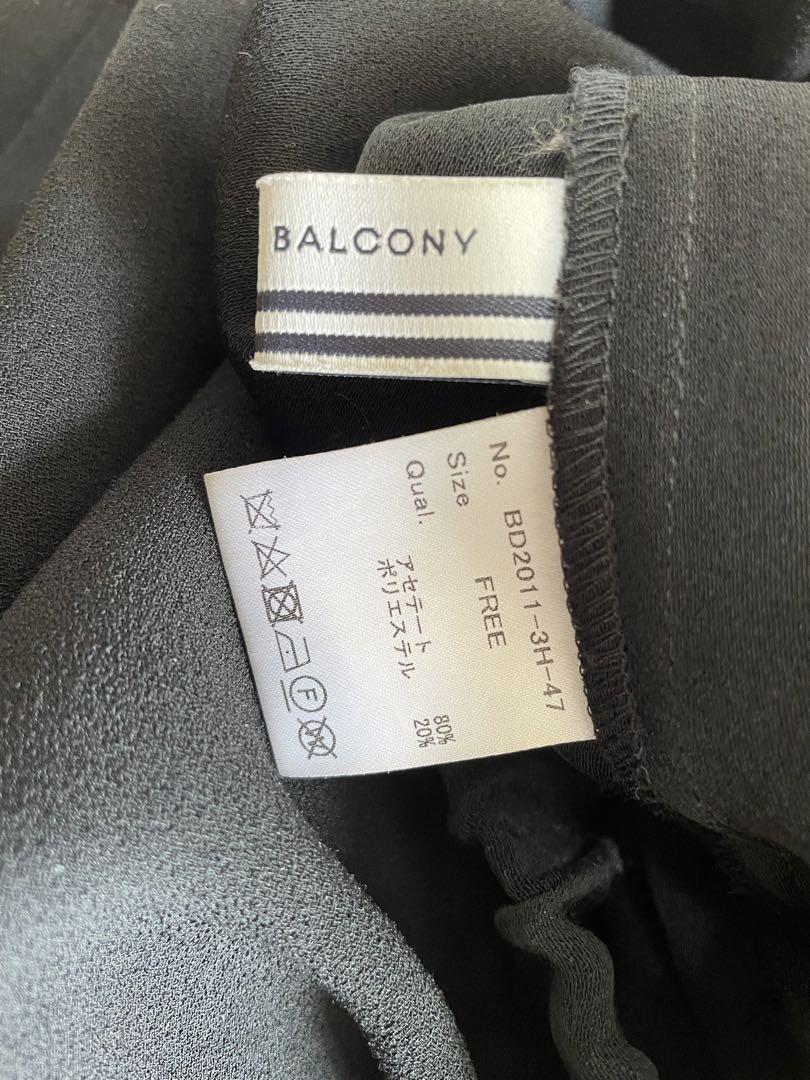 BALCONY
No. BD2011-3H-47
Size FREE
Qual. アセテート 80%
ポリエステル 20%
F
W